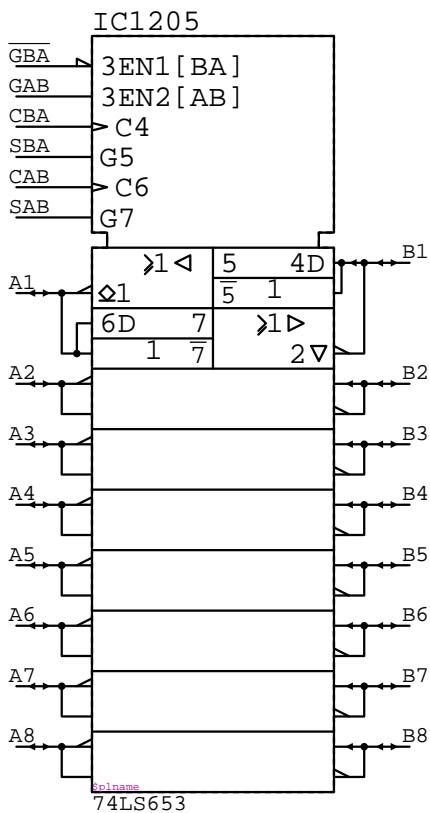 IC1205
GBA
3EN1[BA]
GAB
3EN2[AB]
CBA
C4
SBA
G5
CAB
C6
SAB
G7
≥1 5 4D B1
A1 1 5 1
6D 7 ≥1
1 7 2
A2 B2
A3 B3
A4 B4
A5 B5
A6 B6
A7 B7
A8 B8
$plname
74LS653